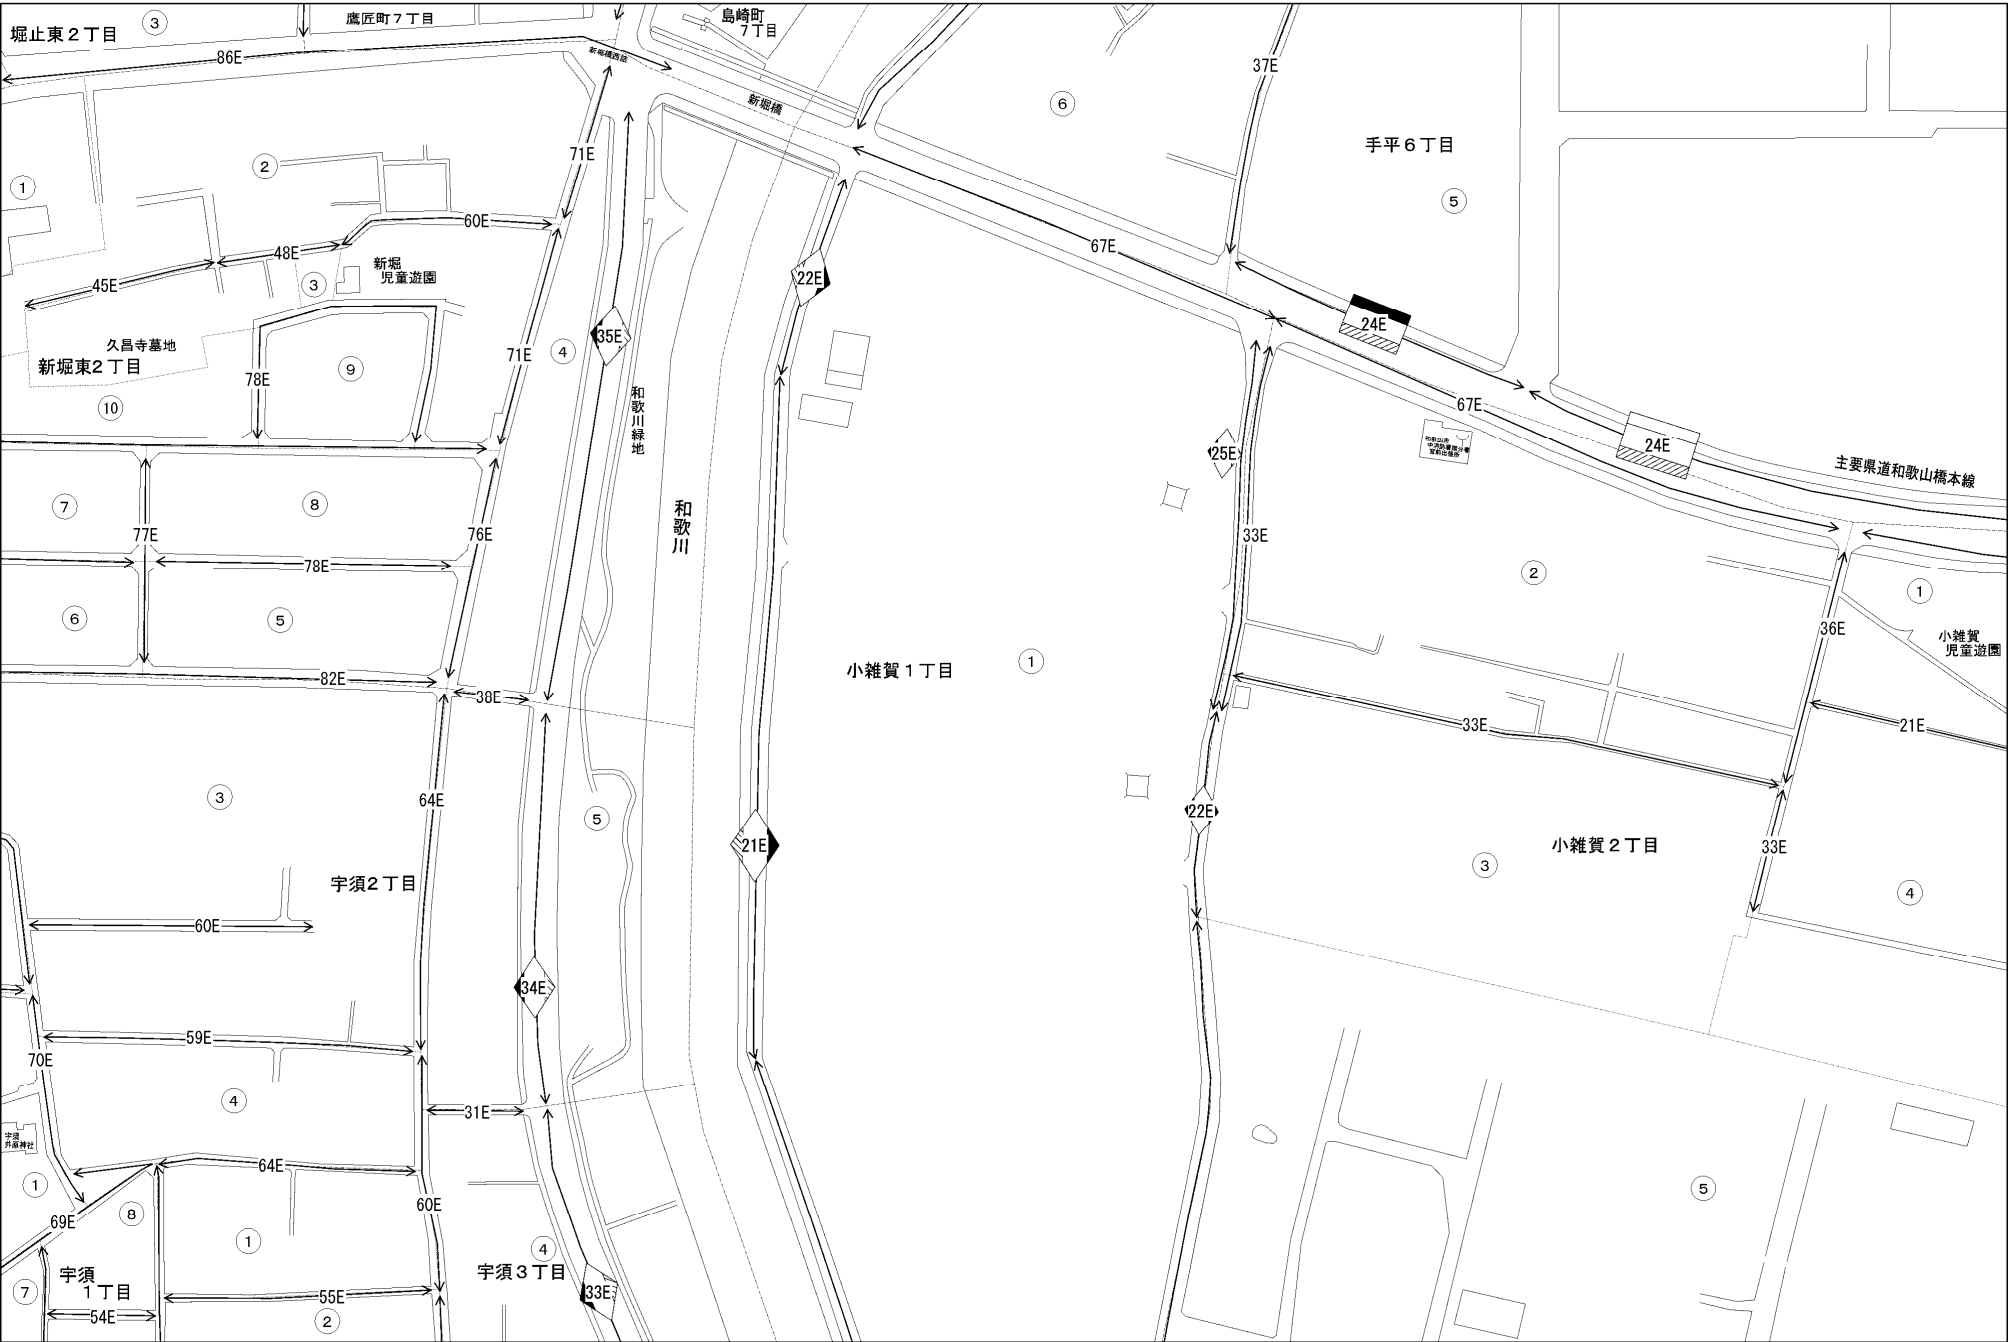 ③
鷹匠町７丁目
島崎町
７丁目
堀止東２丁目
86E
新堀橋西詰
37E
新堀橋
⑥
手平６丁目
71E
②
①
⑤
60E
67E
48E
22E
新堀
児童遊園
③
45E
24E
35E
久昌寺墓地
新堀東２丁目
71E
④
⑨
78E
67E
⑩
和歌川緑地
24E
25E
主要県道和歌山橋本線
⑦
⑧
77E
76E
和歌川
33E
78E
②
①
⑥
⑤
36E
小雑賀
児童遊園
小雑賀１丁目
①
82E
38E
33E
21E
③
64E
⑤
22E
21E
小雑賀２丁目
33E
③
④
宇須２丁目
60E
34E
59E
70E
④
31E
宇須
井原神社
64E
①
⑤
60E
⑧
69E
①
④
宇須３丁目
宇須
１丁目
⑦
33E
55E
54E
②